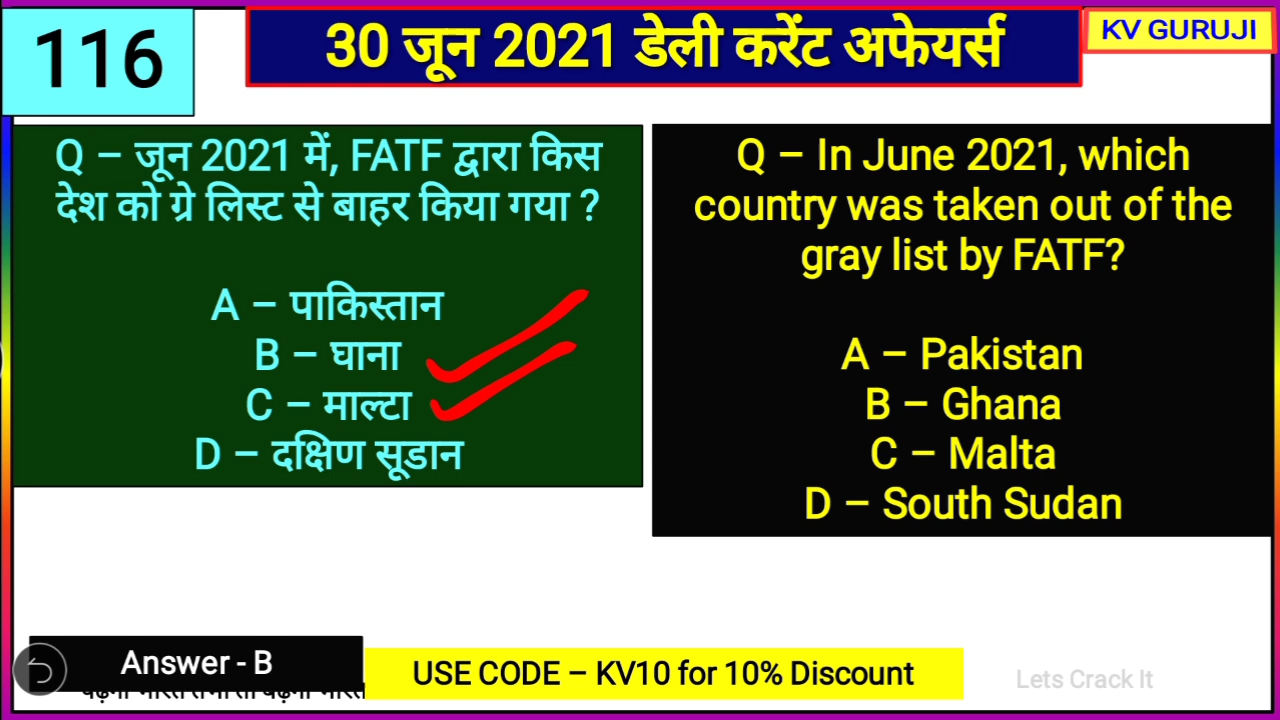 116
30 जून 2021 डेली करेंट अफेयर्स
KV GURUJI
Q – जून 2021 में, FATF द्वारा किस
देश को ग्रे लिस्ट से बाहर किया गया ?
A – पाकिस्तान
B – घाना
C – माल्टा
D – दक्षिण सूडान
Q – In June 2021, which
country was taken out of the
gray list by FATF?
A – Pakistan
B – Ghana
C – Malta
D – South Sudan
Answer - B
USE CODE – KV10 for 10% Discount
Lets Crack It